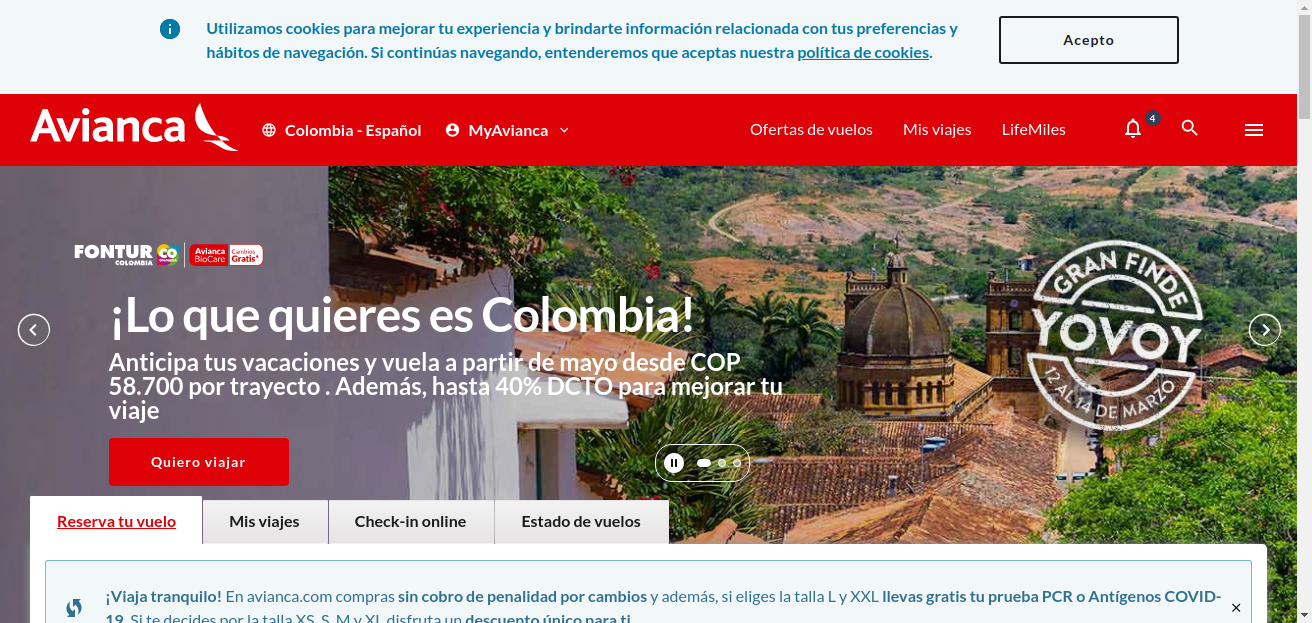 Utilizamos cookies para mejorar tu experiencia y brindarte información relacionada con tus preferencias y
hábitos de navegación. Si continúas navegando, entenderemos que aceptas nuestra política de cookies.
Acepto
Avianca
Colombia - Español
MyAvianca
Ofertas de vuelos
Mis viajes
LifeMiles
4
FONTUR CO
COLOMBIA
Avianca
BioCare
Cambios
Gratis*
¡Lo que quieres es Colombia!
Anticipa tus vacaciones y vuela a partir de mayo desde COP
58.700 por trayecto . Además, hasta 40% DCTO para mejorar tu
viaje
Quiero viajar
GRAN FINDE
YOVOY
12 AL 14 DE MARZO
Reserva tu vuelo
Mis viajes
Check-in online
Estado de vuelos
¡Viaja tranquilo! En avianca.com compras sin cobro de penalidad por cambios y además, si eliges la talla L y XXL llevas gratis tu prueba PCR o Antígenos COVID-
19. Si te decides por la talla XS, S, M y XL disfruta un descuento único para ti.